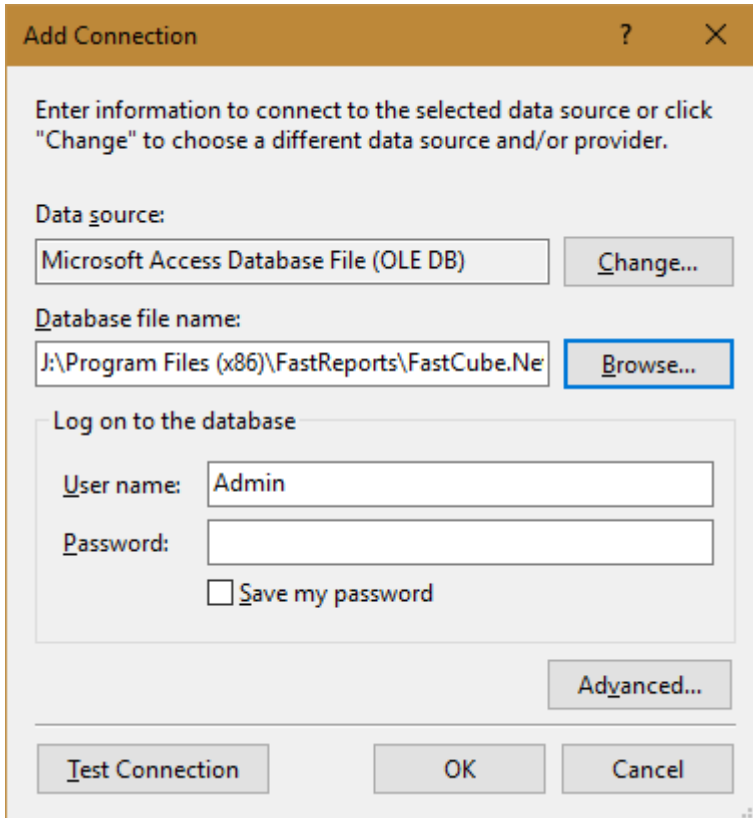 Add Connection ? ×
Enter information to connect to the selected data source or click
"Change" to choose a different data source and/or provider.
Data source:
Microsoft Access Database File (OLE DB) Change...
Database file name:
J:\Program Files (x86)\FastReports\FastCube.Ne Browse...
Log on to the database
User name: Admin
Password:
Save my password
Advanced...
Test Connection OK Cancel